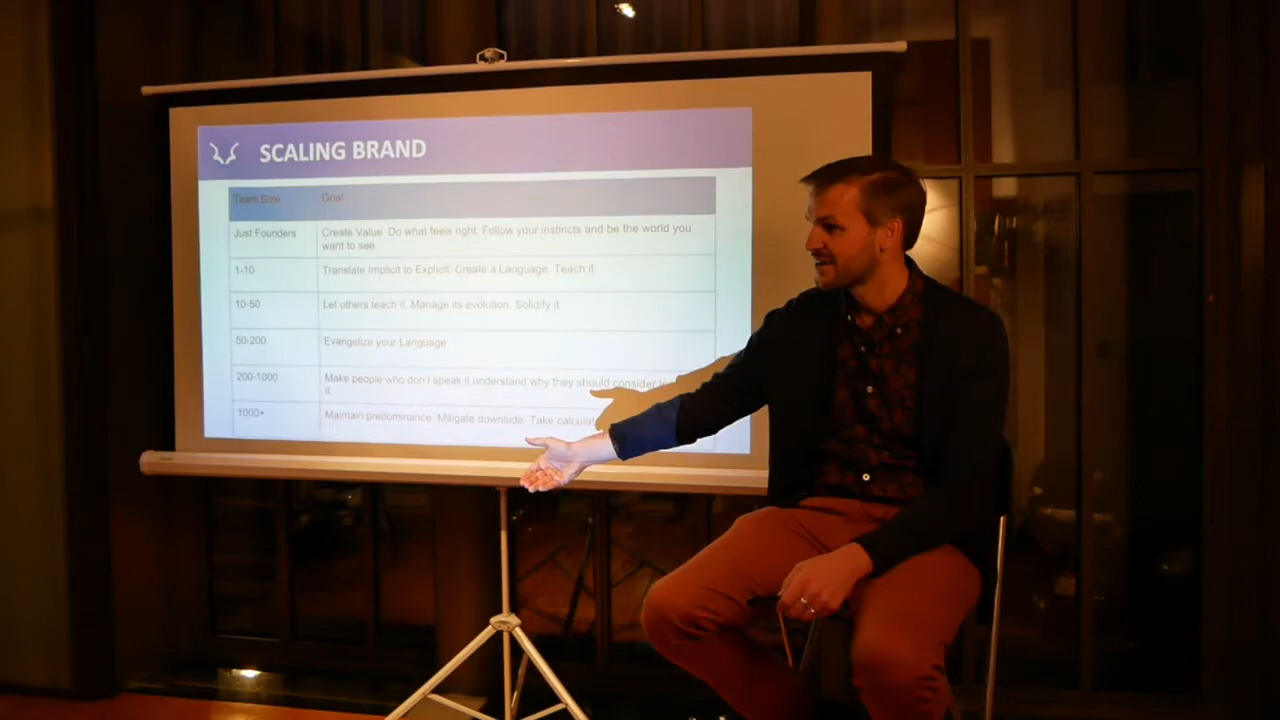 SCALING BRAND
Team Size Goal
Just Founders Create Value. Do what feels right. Follow your instincts and be the world you
want to see.
1-10 Translate Implicit to Explicit. Create a Language. Teach it.
10-50 Let others teach it. Manage its evolution. Solidify it.
50-200 Evangelize your Language
200-1000 Make people who don't speak it understand why they should consider
it.
1000+ Maintain predominance. Mitigate downside. Take